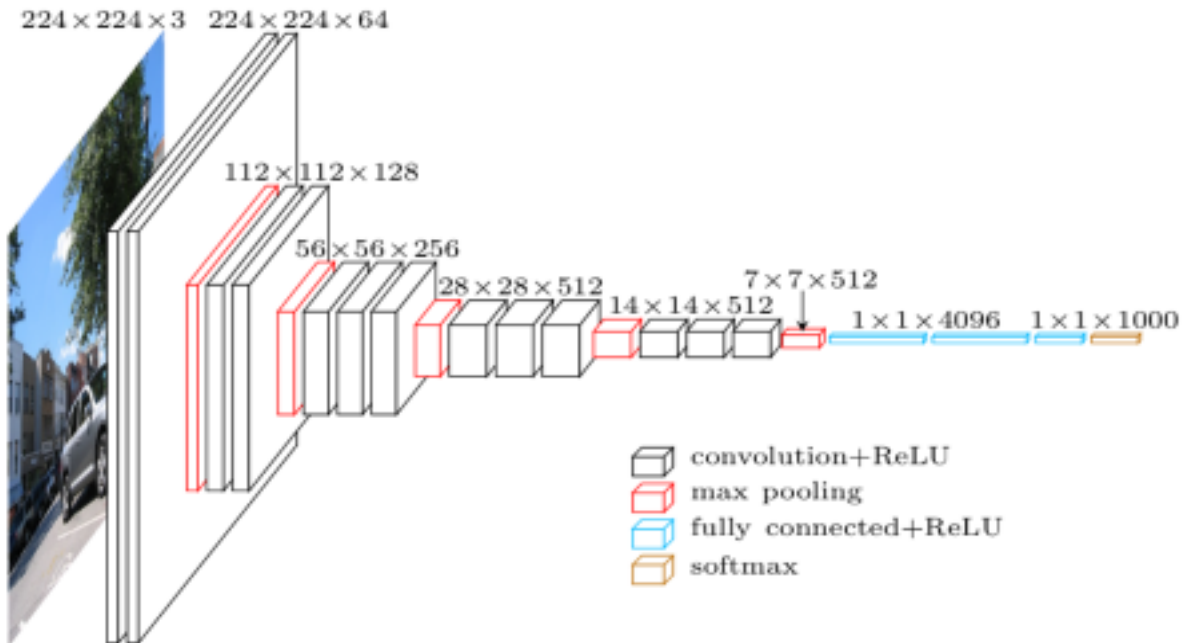 224×224×3
224×224×64
112×112×128
56×56×256
28×28×512
14×14×512
7×7×512
1×1×4096
1×1×1000
convolution+ReLU
max pooling
fully connected+ReLU
softmax